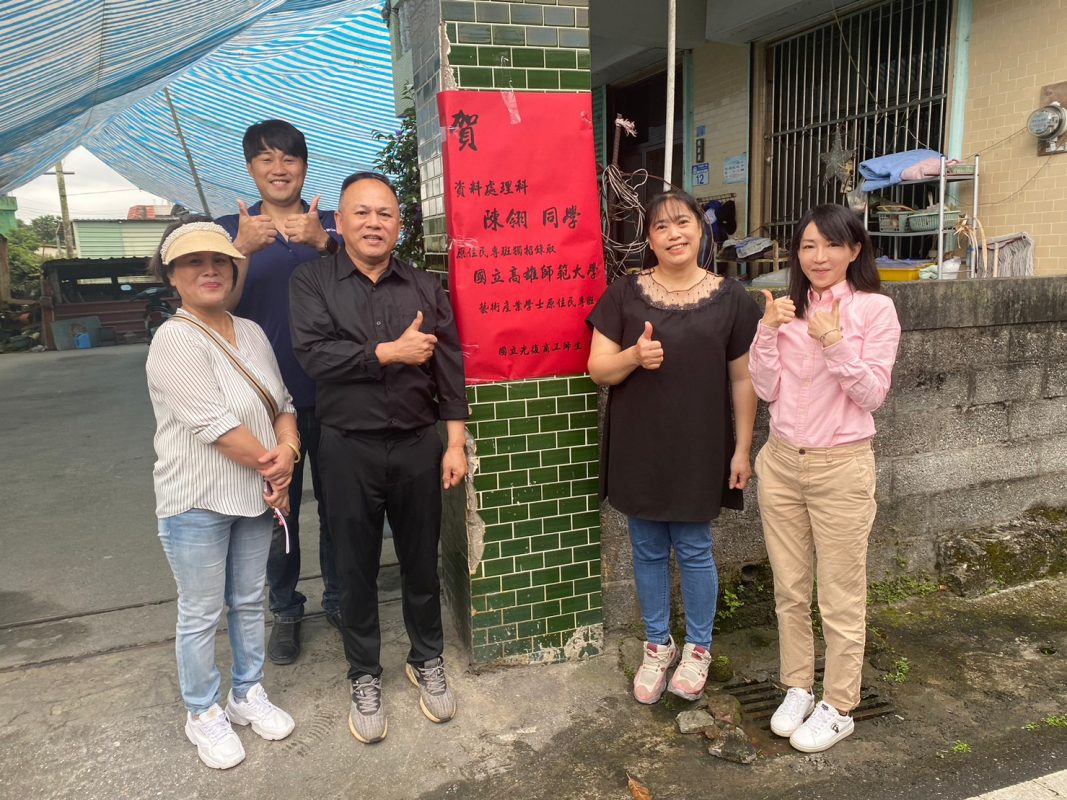 賀
資料處理科
陳翎 同學
原住民專班獨招錄取
國立高雄師範大學
藝術產業學士原住民專班
國立光復商工師生
12